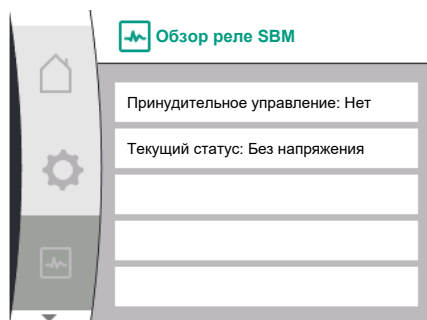 Обзор реле SBM
Принудительное управление: Нет
Текущий статус: Без напряжения